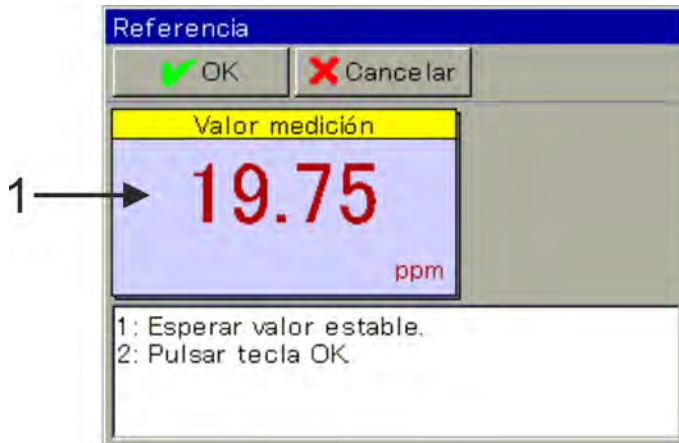 Referencia
OK Cancelar
Valor medición
1 19.75
ppm
1: Esperar valor estable.
2: Pulsar tecla OK